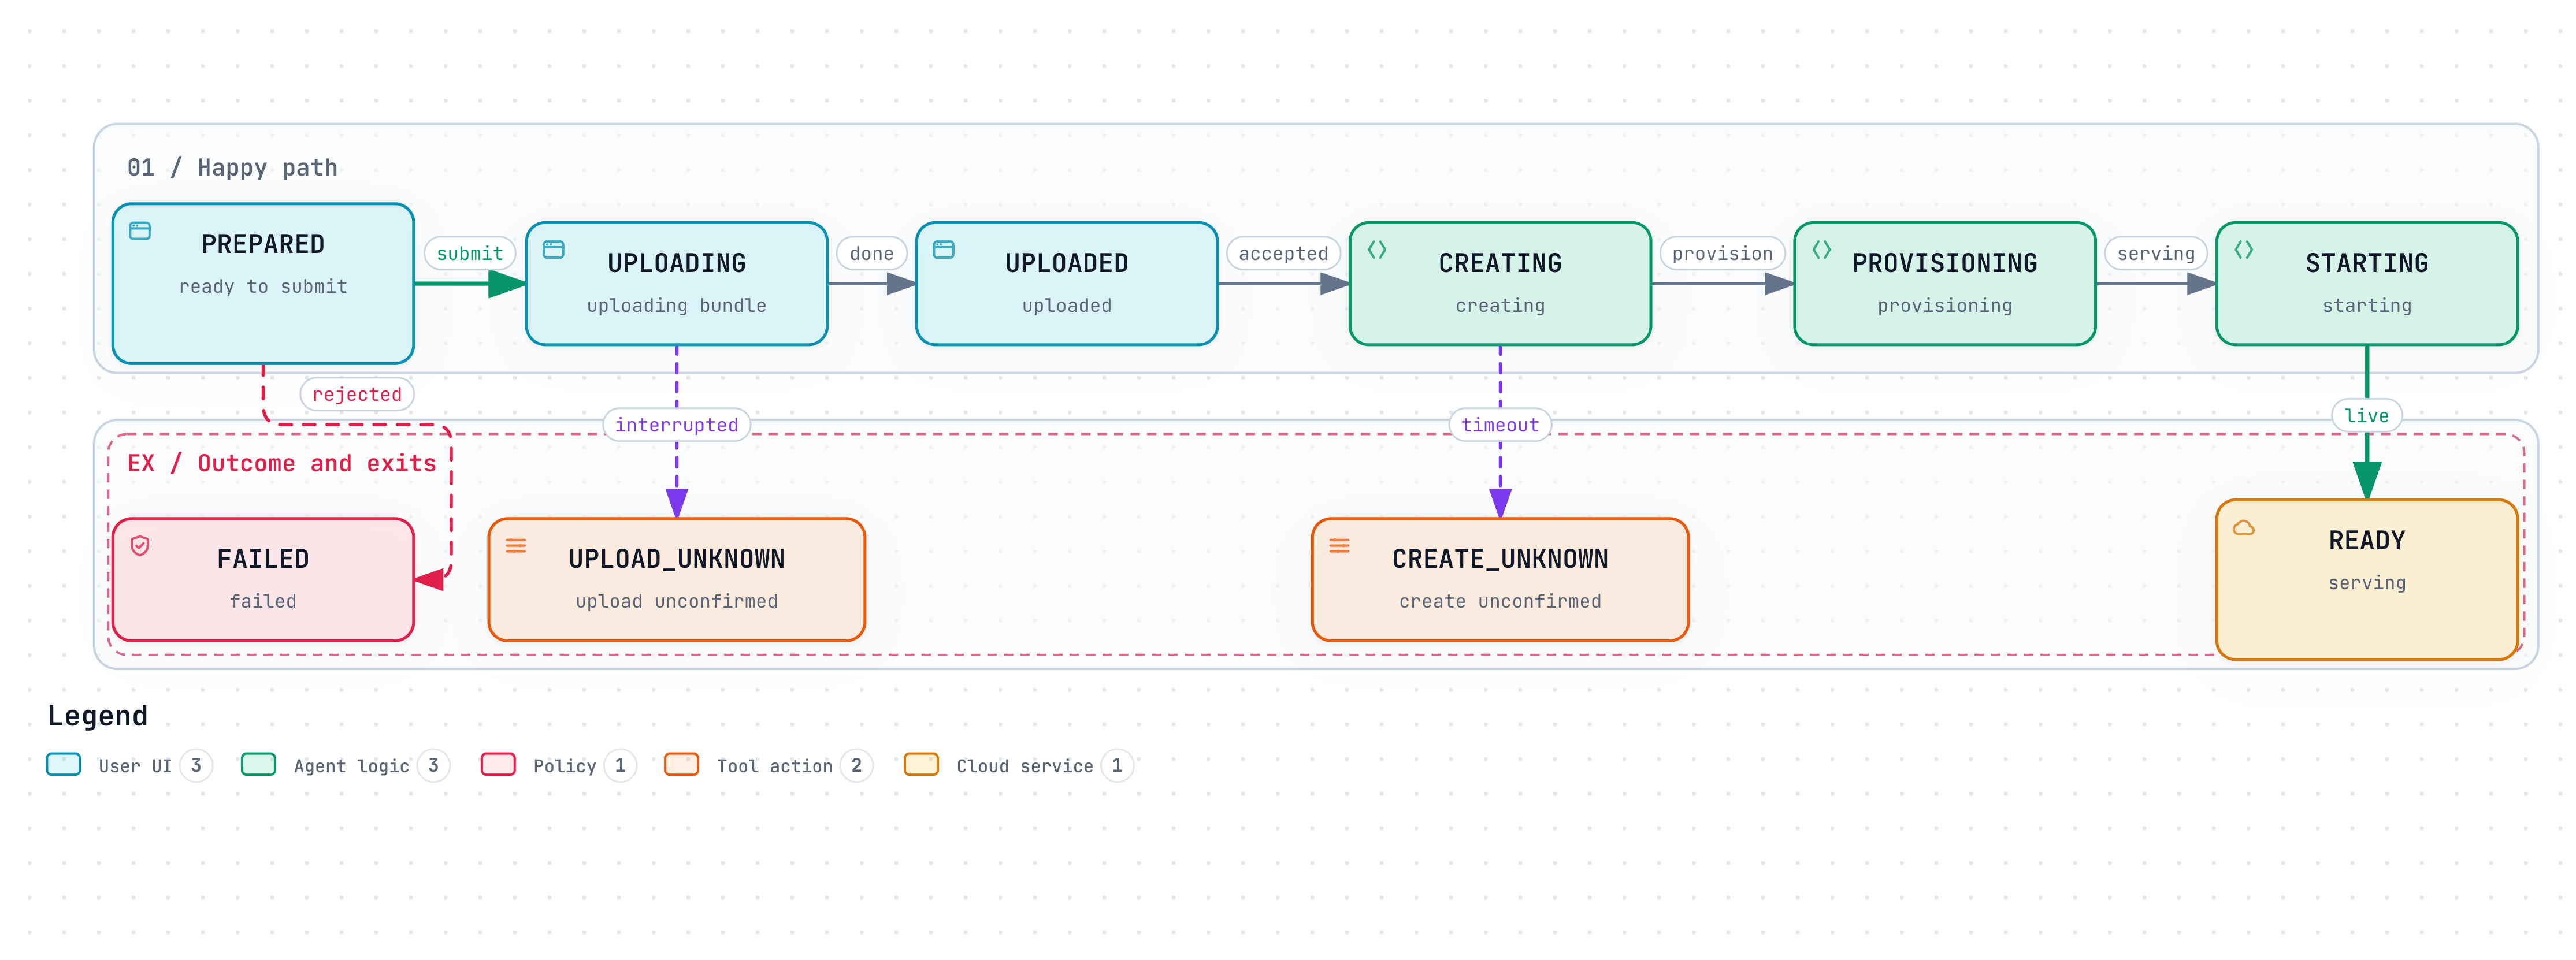 01 / Happy path
PREPARED
ready to submit
submit
UPLOADING
uploading bundle
done
UPLOADED
uploaded
accepted
CREATING
creating
provision
PROVISIONING
provisioning
serving
STARTING
starting
rejected
interrupted
timeout
live
EX / Outcome and exits
FAILED
failed
UPLOAD_UNKNOWN
upload unconfirmed
CREATE_UNKNOWN
create unconfirmed
READY
serving
Legend
User UI 3
Agent logic 3
Policy 1
Tool action 2
Cloud service 1